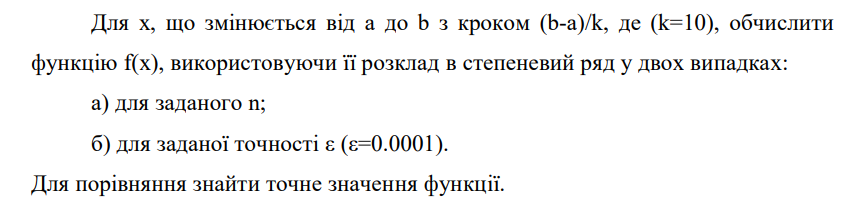 Для x, що змінюється від a до b з кроком (b-a)/k, де (k=10), обчислити
функцію f(x), використовуючи її розклад в степеневий ряд у двох випадках:
а) для заданого n;
б) для заданої точності ε (ε=0.0001).
Для порівняння знайти точне значення функції.